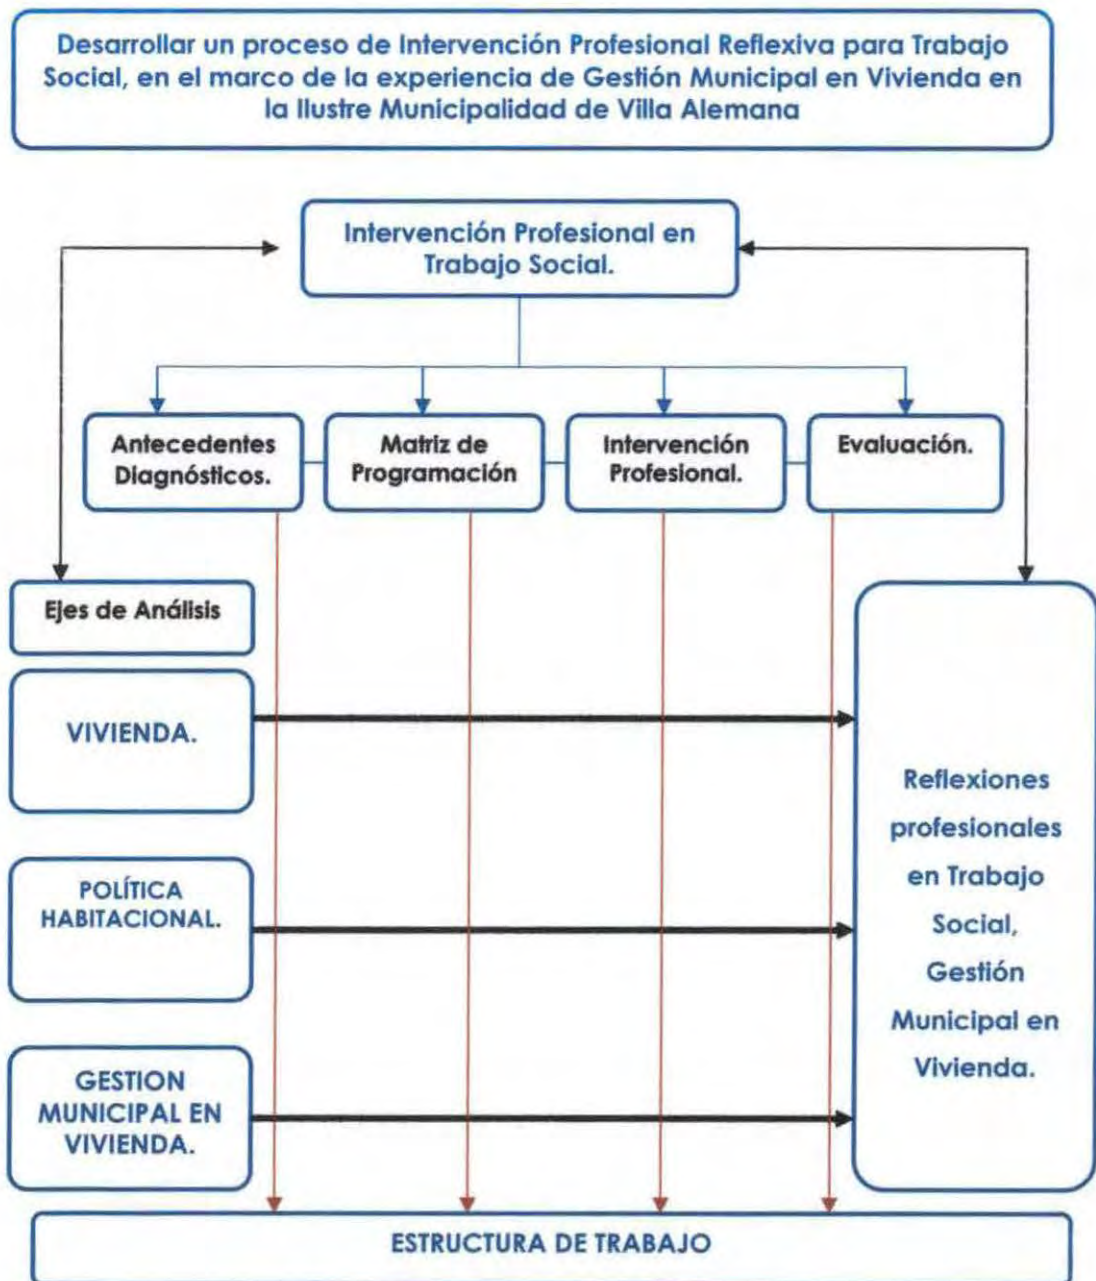 Desarrollar un proceso de Intervención Profesional Reflexiva para Trabajo
Social, en el marco de la experiencia de Gestión Municipal en Vivienda en
la Ilustre Municipalidad de Villa Alemana
Intervención Profesional en
Trabajo Social.
Antecedentes
Diagnósticos.
Matriz de
Programación
Intervención
Profesional.
Evaluación.
Ejes de Análisis
VIVIENDA.
POLÍTICA
HABITACIONAL.
GESTION
MUNICIPAL EN
VIVIENDA.
Reflexiones
profesionales
en Trabajo
Social,
Gestión
Municipal en
Vivienda.
ESTRUCTURA DE TRABAJO